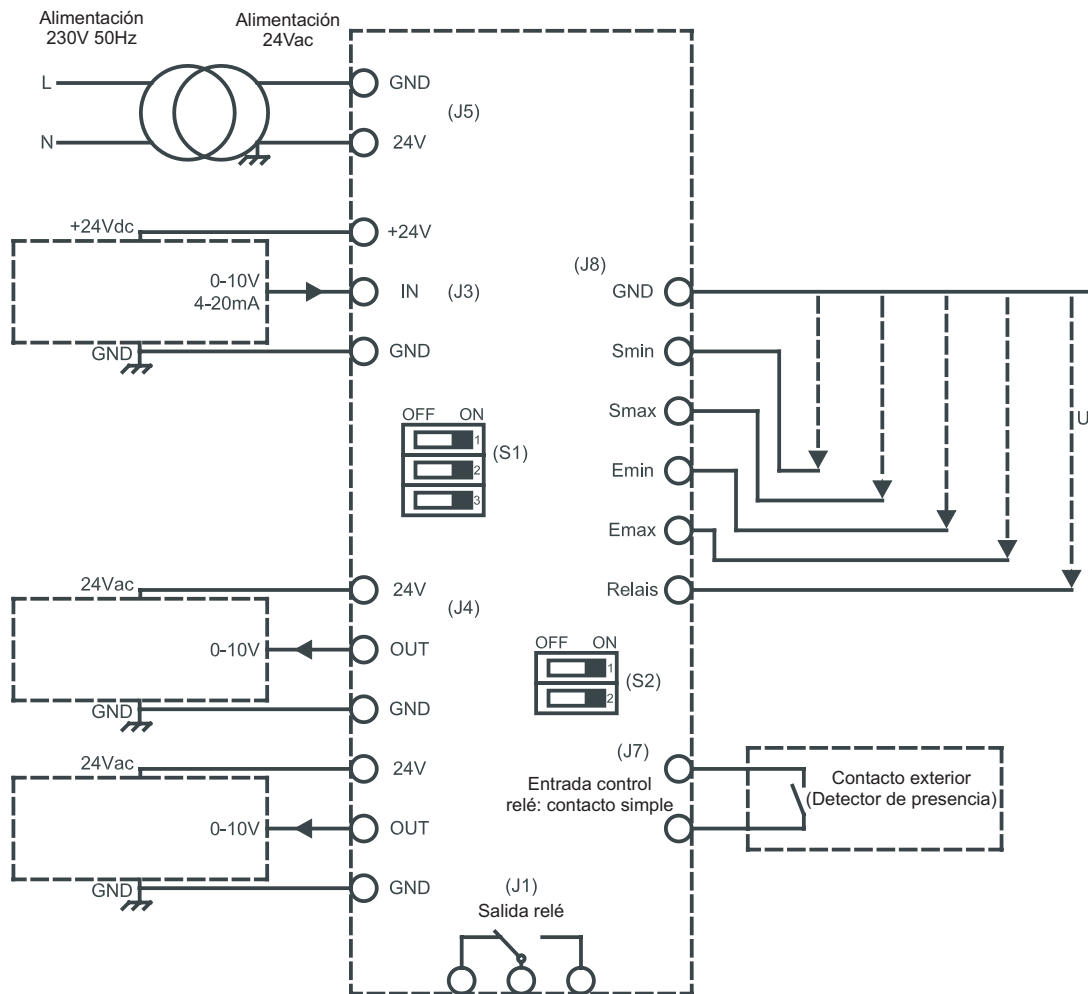 Alimentación
230V 50Hz
Alimentación
24Vac
L
N
GND
(J5)
24V
+24Vdc
+24V
0-10V
4-20mA
IN
(J3)
GND
GND
(J8)
GND
Smin
Smax
Emin
Emax
Relais
U
OFF ON
1
2
3
(S1)
24Vac
24V
(J4)
0-10V
OUT
GND
GND
OFF ON
1
2
(S2)
24Vac
24V
0-10V
OUT
GND
GND
(J7)
Entrada control
relé: contacto simple
Contacto exterior
(Detector de presencia)
(J1)
Salida relé